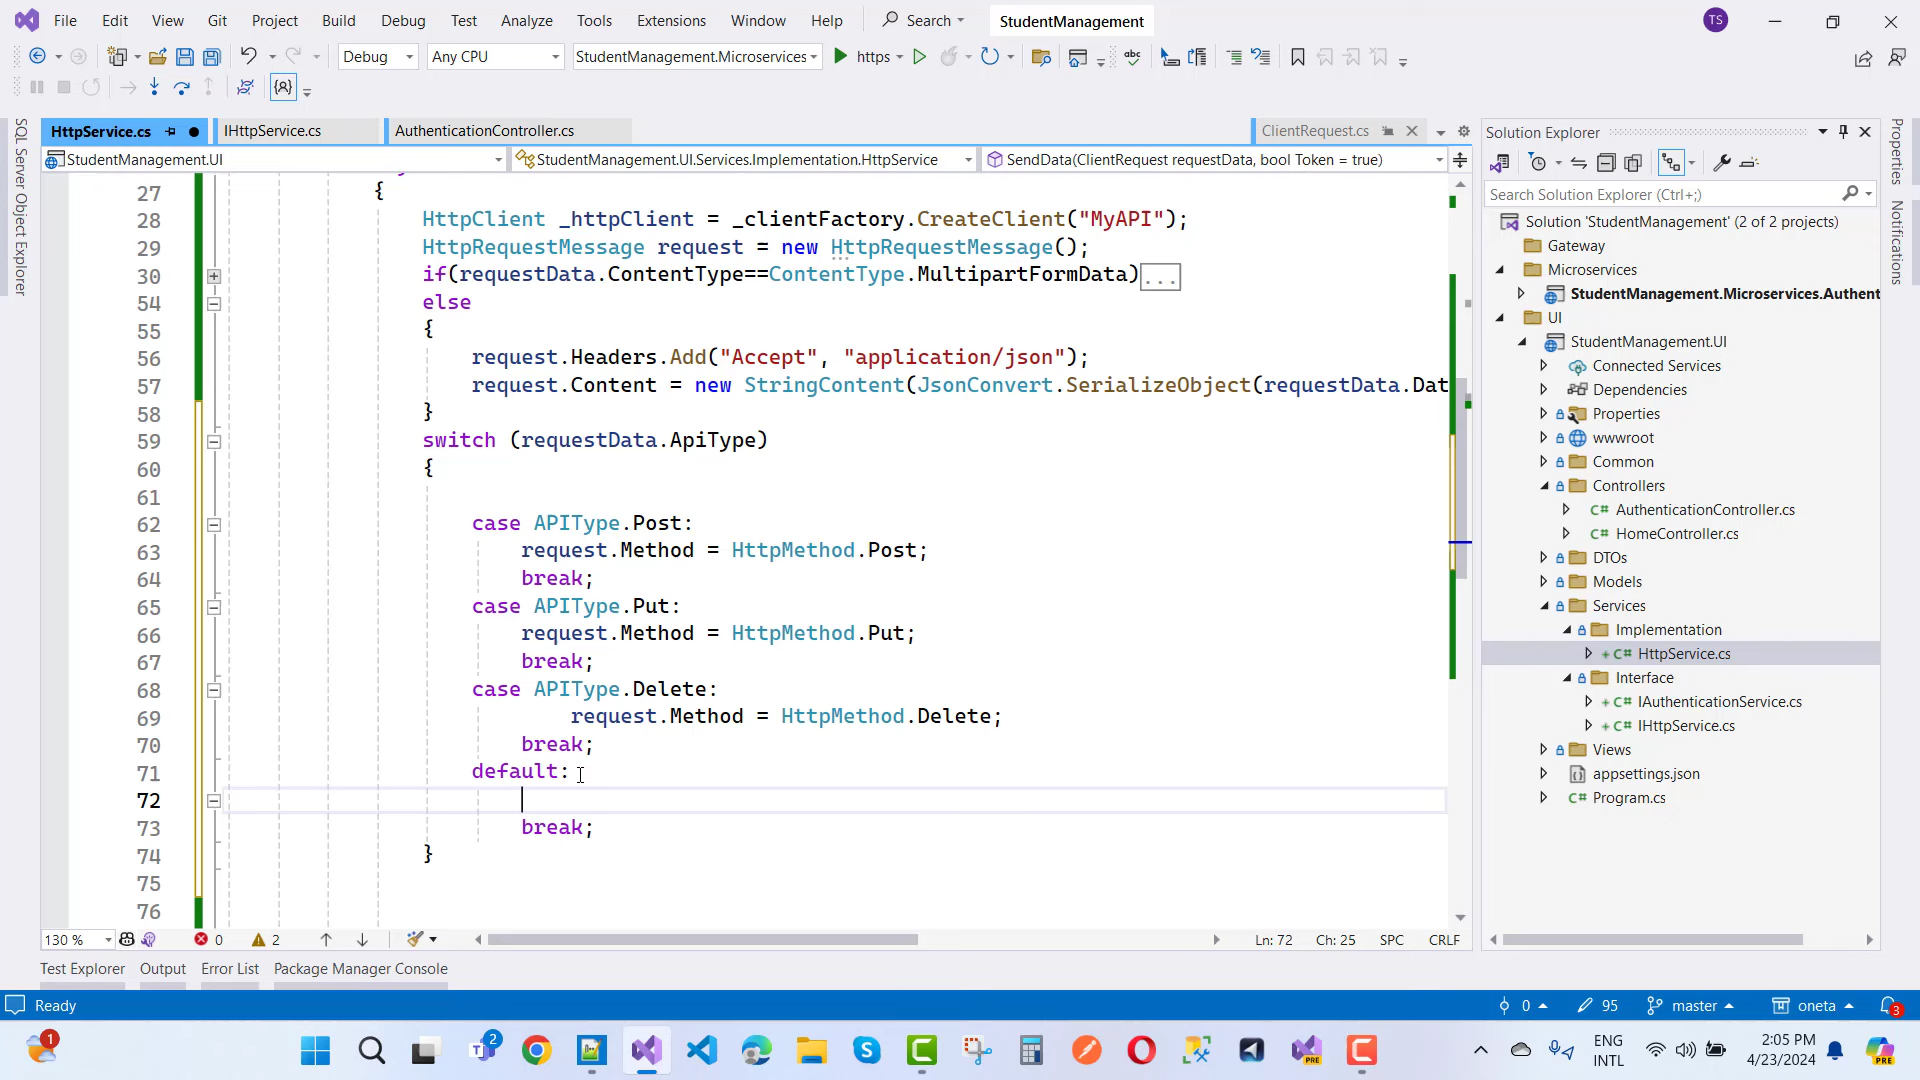 File Edit View Git Project Build Debug Test Analyze Tools Extensions Window Help Search StudentManagement TS
Debug Any CPU StudentManagement.Microservices https
HttpService.cs IHttpService.cs AuthenticationController.cs ClientRequest.cs
StudentManagement.UI StudentManagement.UI.Services.Implementation.HttpService SendData(ClientRequest requestData, bool Token = true)
27 {
28 HttpClient _httpClient = _clientFactory.CreateClient("MyAPI");
29 HttpRequestMessage request = new HttpRequestMessage();
30 if(requestData.ContentType==ContentType.MultipartFormData)...
54 else
55 {
56 request.Headers.Add("Accept", "application/json");
57 request.Content = new StringContent(JsonConvert.SerializeObject(requestData.Dat
58 }
59 switch (requestData.ApiType)
60 {
61
62 case APIType.Post:
63 request.Method = HttpMethod.Post;
64 break;
65 case APIType.Put:
66 request.Method = HttpMethod.Put;
67 break;
68 case APIType.Delete:
69 request.Method = HttpMethod.Delete;
70 break;
71 default:
72
73 break;
74 }
75
76
130 % 0 2 Ln: 72 Ch: 25 SPC CRLF
Test Explorer Output Error List Package Manager Console
Ready 0 95 master oneta 3
SQL Server Object Explorer
Solution Explorer
Search Solution Explorer (Ctrl+;)
Solution 'StudentManagement' (2 of 2 projects)
Gateway
Microservices
StudentManagement.Microservices.Authent
UI
StudentManagement.UI
Connected Services
Dependencies
Properties
wwwroot
Common
Controllers
C# AuthenticationController.cs
C# HomeController.cs
DTOs
Models
Services
Implementation
C# HttpService.cs
Interface
C# IAuthenticationService.cs
C# IHttpService.cs
Views
appsettings.json
C# Program.cs
Properties
Notifications
1 2 PRE ENG INTL 2:05 PM 4/23/2024 PRE